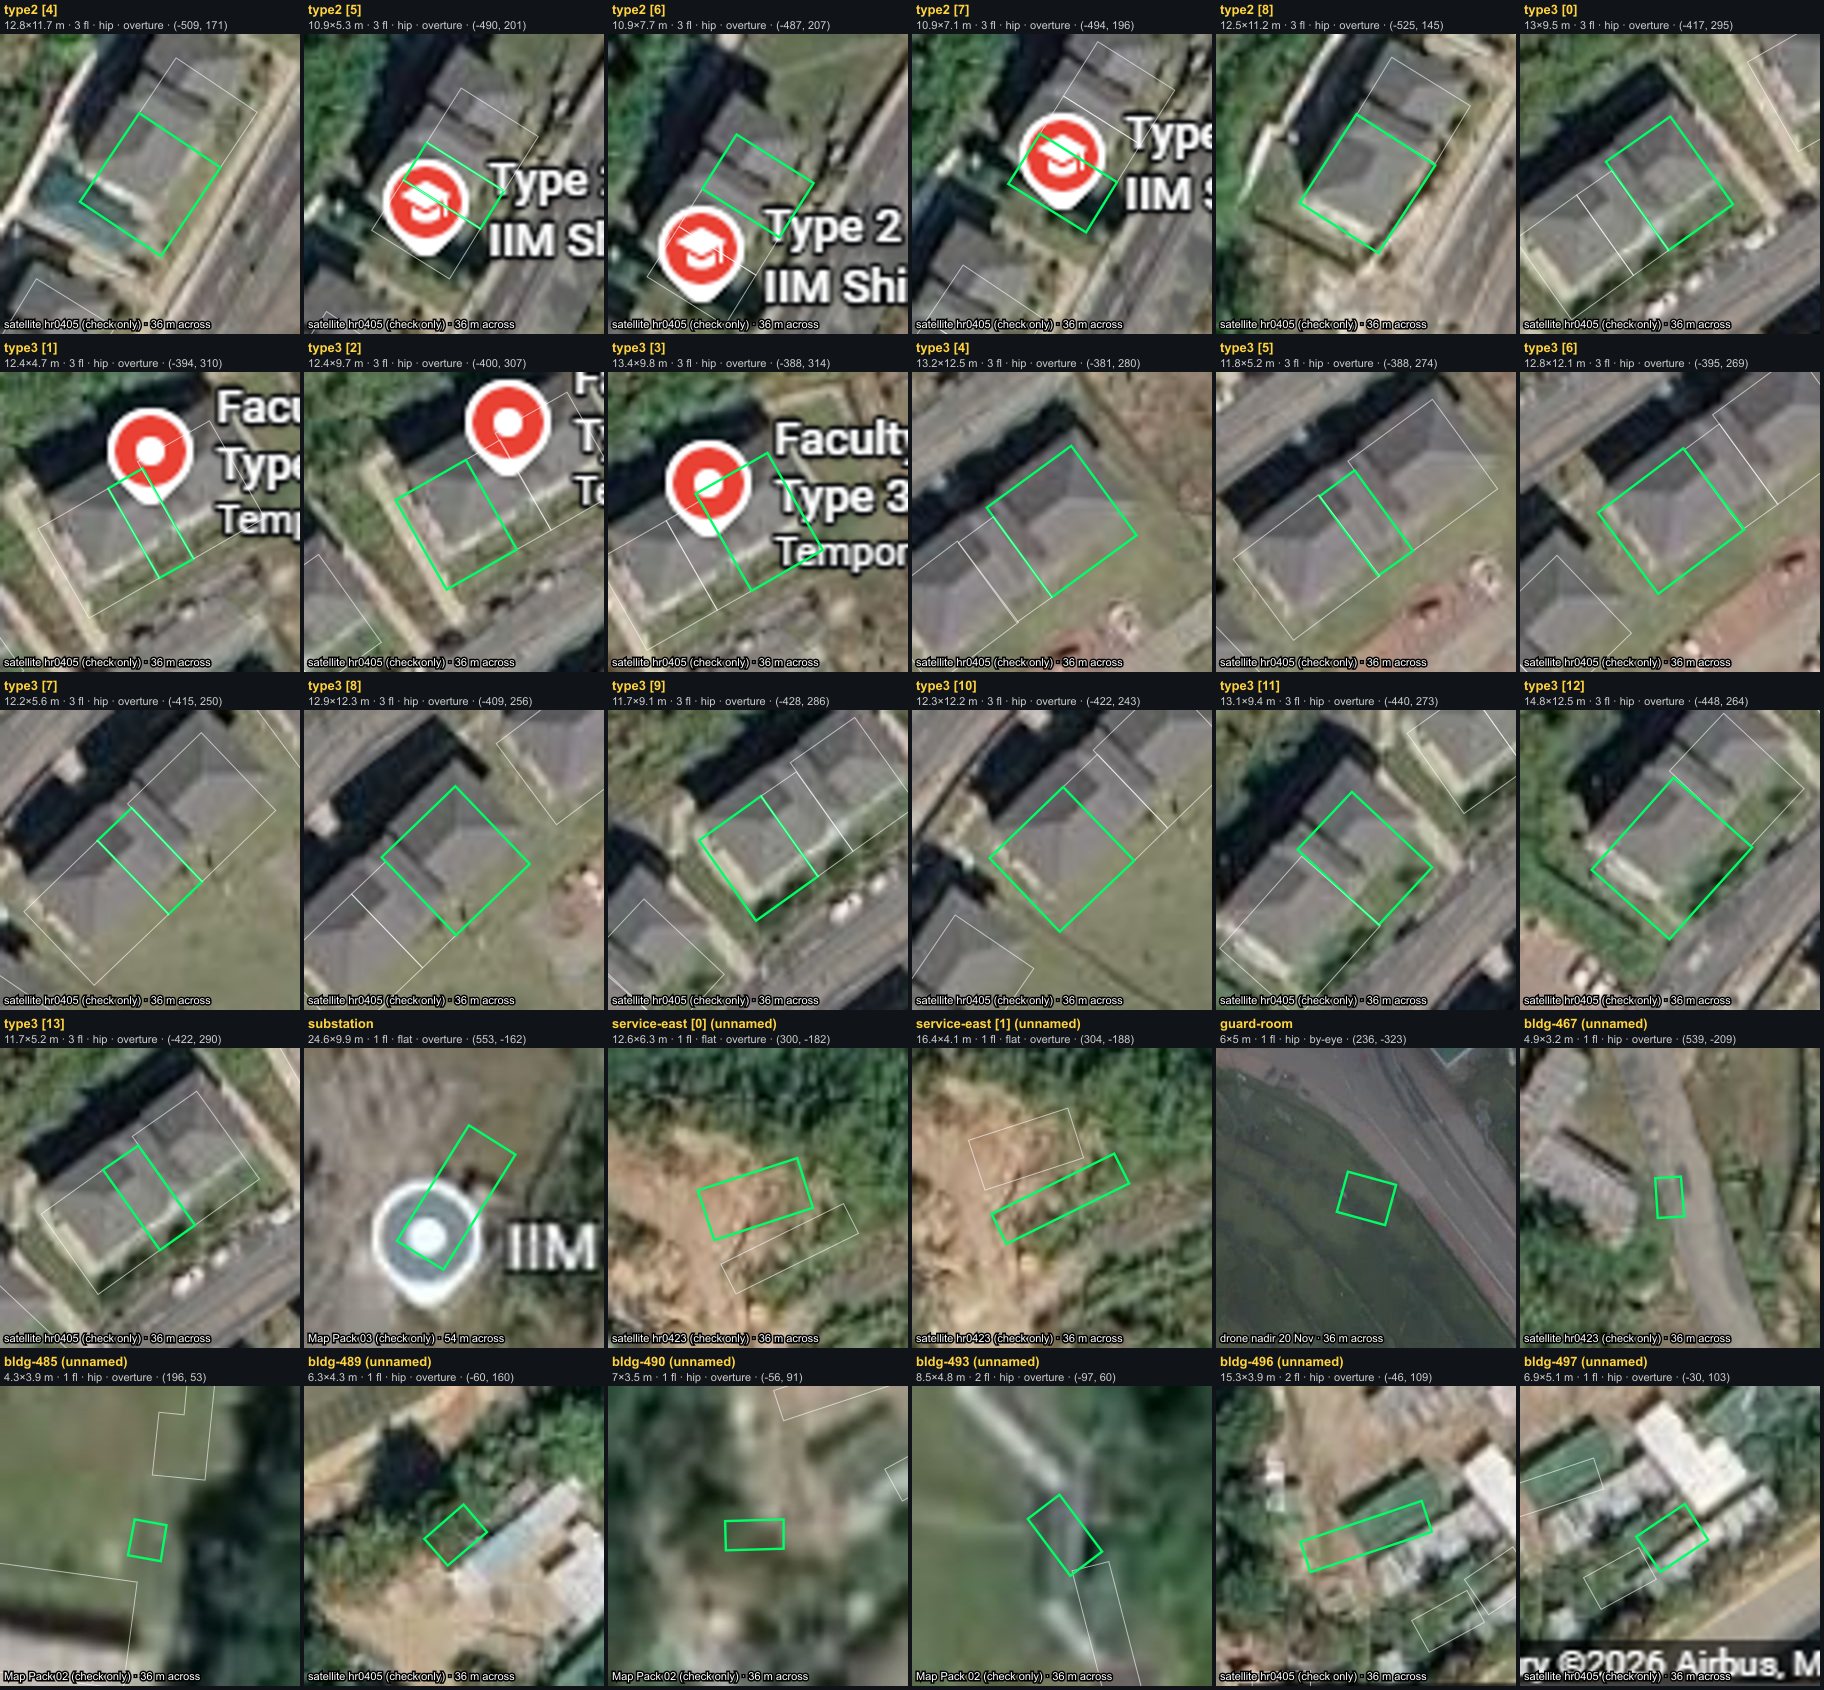 type2 [4]
12.8×11.7 m · 3 fl · hip · overture · (-509, 171)
satellite hr0405 (check only) · 36 m across
type2 [5]
10.9×5.3 m · 3 fl · hip · overture · (-490, 201)
Type 2
IIM Sl
satellite hr0405 (check only) · 36 m across
type2 [6]
10.9×7.7 m · 3 fl · hip · overture · (-487, 207)
Type 2
IIM Shi
satellite hr0405 (check only) · 36 m across
type2 [7]
10.9×7.1 m · 3 fl · hip · overture · (-494, 196)
Type
IIM S
satellite hr0405 (check only) · 36 m across
type2 [8]
12.5×11.2 m · 3 fl · hip · overture · (-525, 145)
satellite hr0405 (check only) · 36 m across
type3 [0]
13×9.5 m · 3 fl · hip · overture · (-417, 295)
satellite hr0405 (check only) · 36 m across
type3 [1]
12.4×4.7 m · 3 fl · hip · overture · (-394, 310)
Facu
Type
Temp
satellite hr0405 (check only) · 36 m across
type3 [2]
12.4×9.7 m · 3 fl · hip · overture · (-400, 307)
Fa
Ty
Te
satellite hr0405 (check only) · 36 m across
type3 [3]
13.4×9.8 m · 3 fl · hip · overture · (-388, 314)
Faculty
Type 3
Tempor
satellite hr0405 (check only) · 36 m across
type3 [4]
13.2×12.5 m · 3 fl · hip · overture · (-381, 280)
satellite hr0405 (check only) · 36 m across
type3 [5]
11.8×5.2 m · 3 fl · hip · overture · (-388, 274)
satellite hr0405 (check only) · 36 m across
type3 [6]
12.8×12.1 m · 3 fl · hip · overture · (-395, 269)
satellite hr0405 (check only) · 36 m across
type3 [7]
12.2×5.6 m · 3 fl · hip · overture · (-415, 250)
satellite hr0405 (check only) · 36 m across
type3 [8]
12.9×12.3 m · 3 fl · hip · overture · (-409, 256)
satellite hr0405 (check only) · 36 m across
type3 [9]
11.7×9.1 m · 3 fl · hip · overture · (-428, 286)
satellite hr0405 (check only) · 36 m across
type3 [10]
12.3×12.2 m · 3 fl · hip · overture · (-422, 243)
satellite hr0405 (check only) · 36 m across
type3 [11]
13.1×9.4 m · 3 fl · hip · overture · (-440, 273)
satellite hr0405 (check only) · 36 m across
type3 [12]
14.8×12.5 m · 3 fl · hip · overture · (-448, 264)
satellite hr0405 (check only) · 36 m across
type3 [13]
11.7×5.2 m · 3 fl · hip · overture · (-422, 290)
satellite hr0405 (check only) · 36 m across
substation
24.6×9.9 m · 1 fl · flat · overture · (553, -162)
IIM
Map Pack 03 (check only) · 54 m across
service-east [0] (unnamed)
12.6×6.3 m · 1 fl · flat · overture · (300, -182)
satellite hr0423 (check only) · 36 m across
service-east [1] (unnamed)
16.4×4.1 m · 1 fl · flat · overture · (304, -188)
satellite hr0423 (check only) · 36 m across
guard-room
6×5 m · 1 fl · hip · by-eye · (236, -323)
drone nadir 20 Nov · 36 m across
bldg-467 (unnamed)
4.9×3.2 m · 1 fl · hip · overture · (539, -209)
satellite hr0423 (check only) · 36 m across
bldg-485 (unnamed)
4.3×3.9 m · 1 fl · hip · overture · (196, 53)
Map Pack 02 (check only) · 36 m across
bldg-489 (unnamed)
6.3×4.3 m · 1 fl · hip · overture · (-60, 160)
satellite hr0405 (check only) · 36 m across
bldg-490 (unnamed)
7×3.5 m · 1 fl · hip · overture · (-56, 91)
Map Pack 02 (check only) · 36 m across
bldg-493 (unnamed)
8.5×4.8 m · 2 fl · hip · overture · (-97, 60)
Map Pack 02 (check only) · 36 m across
bldg-496 (unnamed)
15.3×3.9 m · 2 fl · hip · overture · (-46, 109)
satellite hr0405 (check only) · 36 m across
bldg-497 (unnamed)
6.9×5.1 m · 1 fl · hip · overture · (-30, 103)
ry ©2026 Airbus, M
satellite hr0405 (check only) · 36 m across